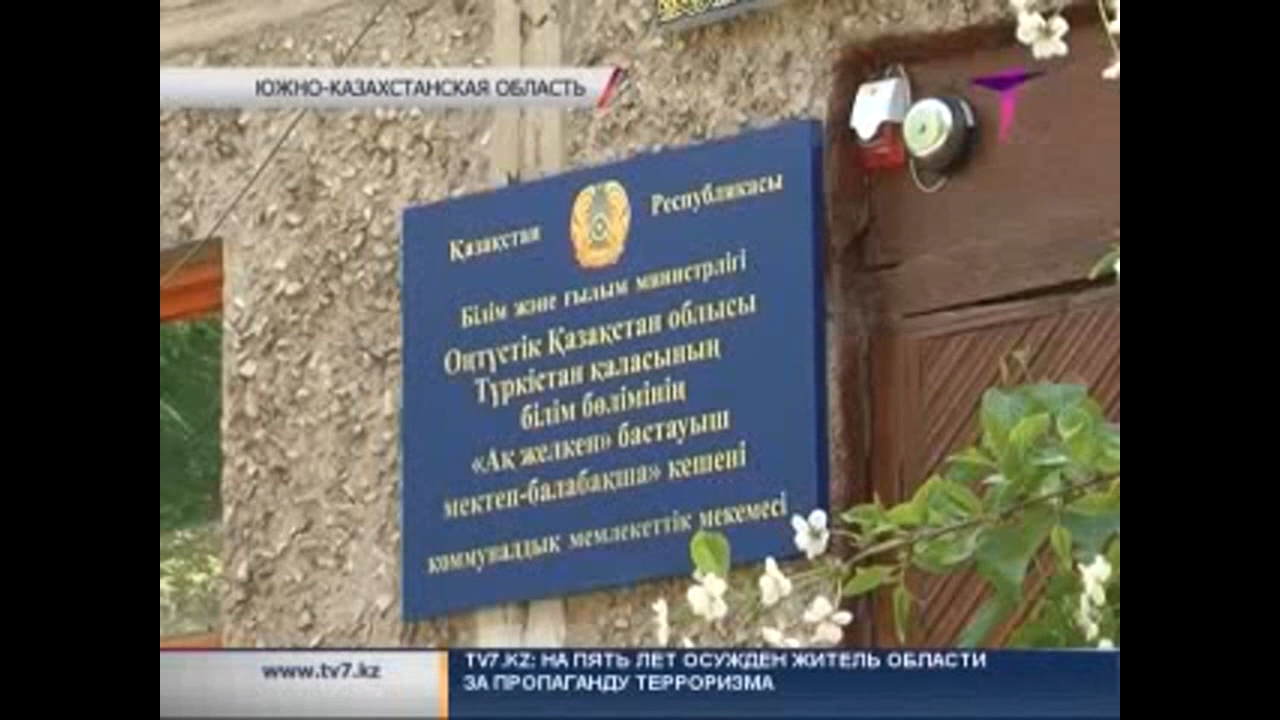 ЮЖНО-КАЗАХСТАНСКАЯ ОБЛАСТЬ
Қазақстан Республикасы
Білім және ғылым министрлігі
Оңтүстік Қазақстан облысы
Түркістан қаласының
білім бөлімінің
«Ақ желкен» бастауыш
мектеп-балабақша» кешені
коммуналдық мемлекеттік мекемесі
www.tv7.kz
TV7.KZ: НА ПЯТЬ ЛЕТ ОСУЖДЕН ЖИТЕЛЬ ОБЛАСТИ
ЗА ПРОПАГАНДУ ТЕРРОРИЗМА